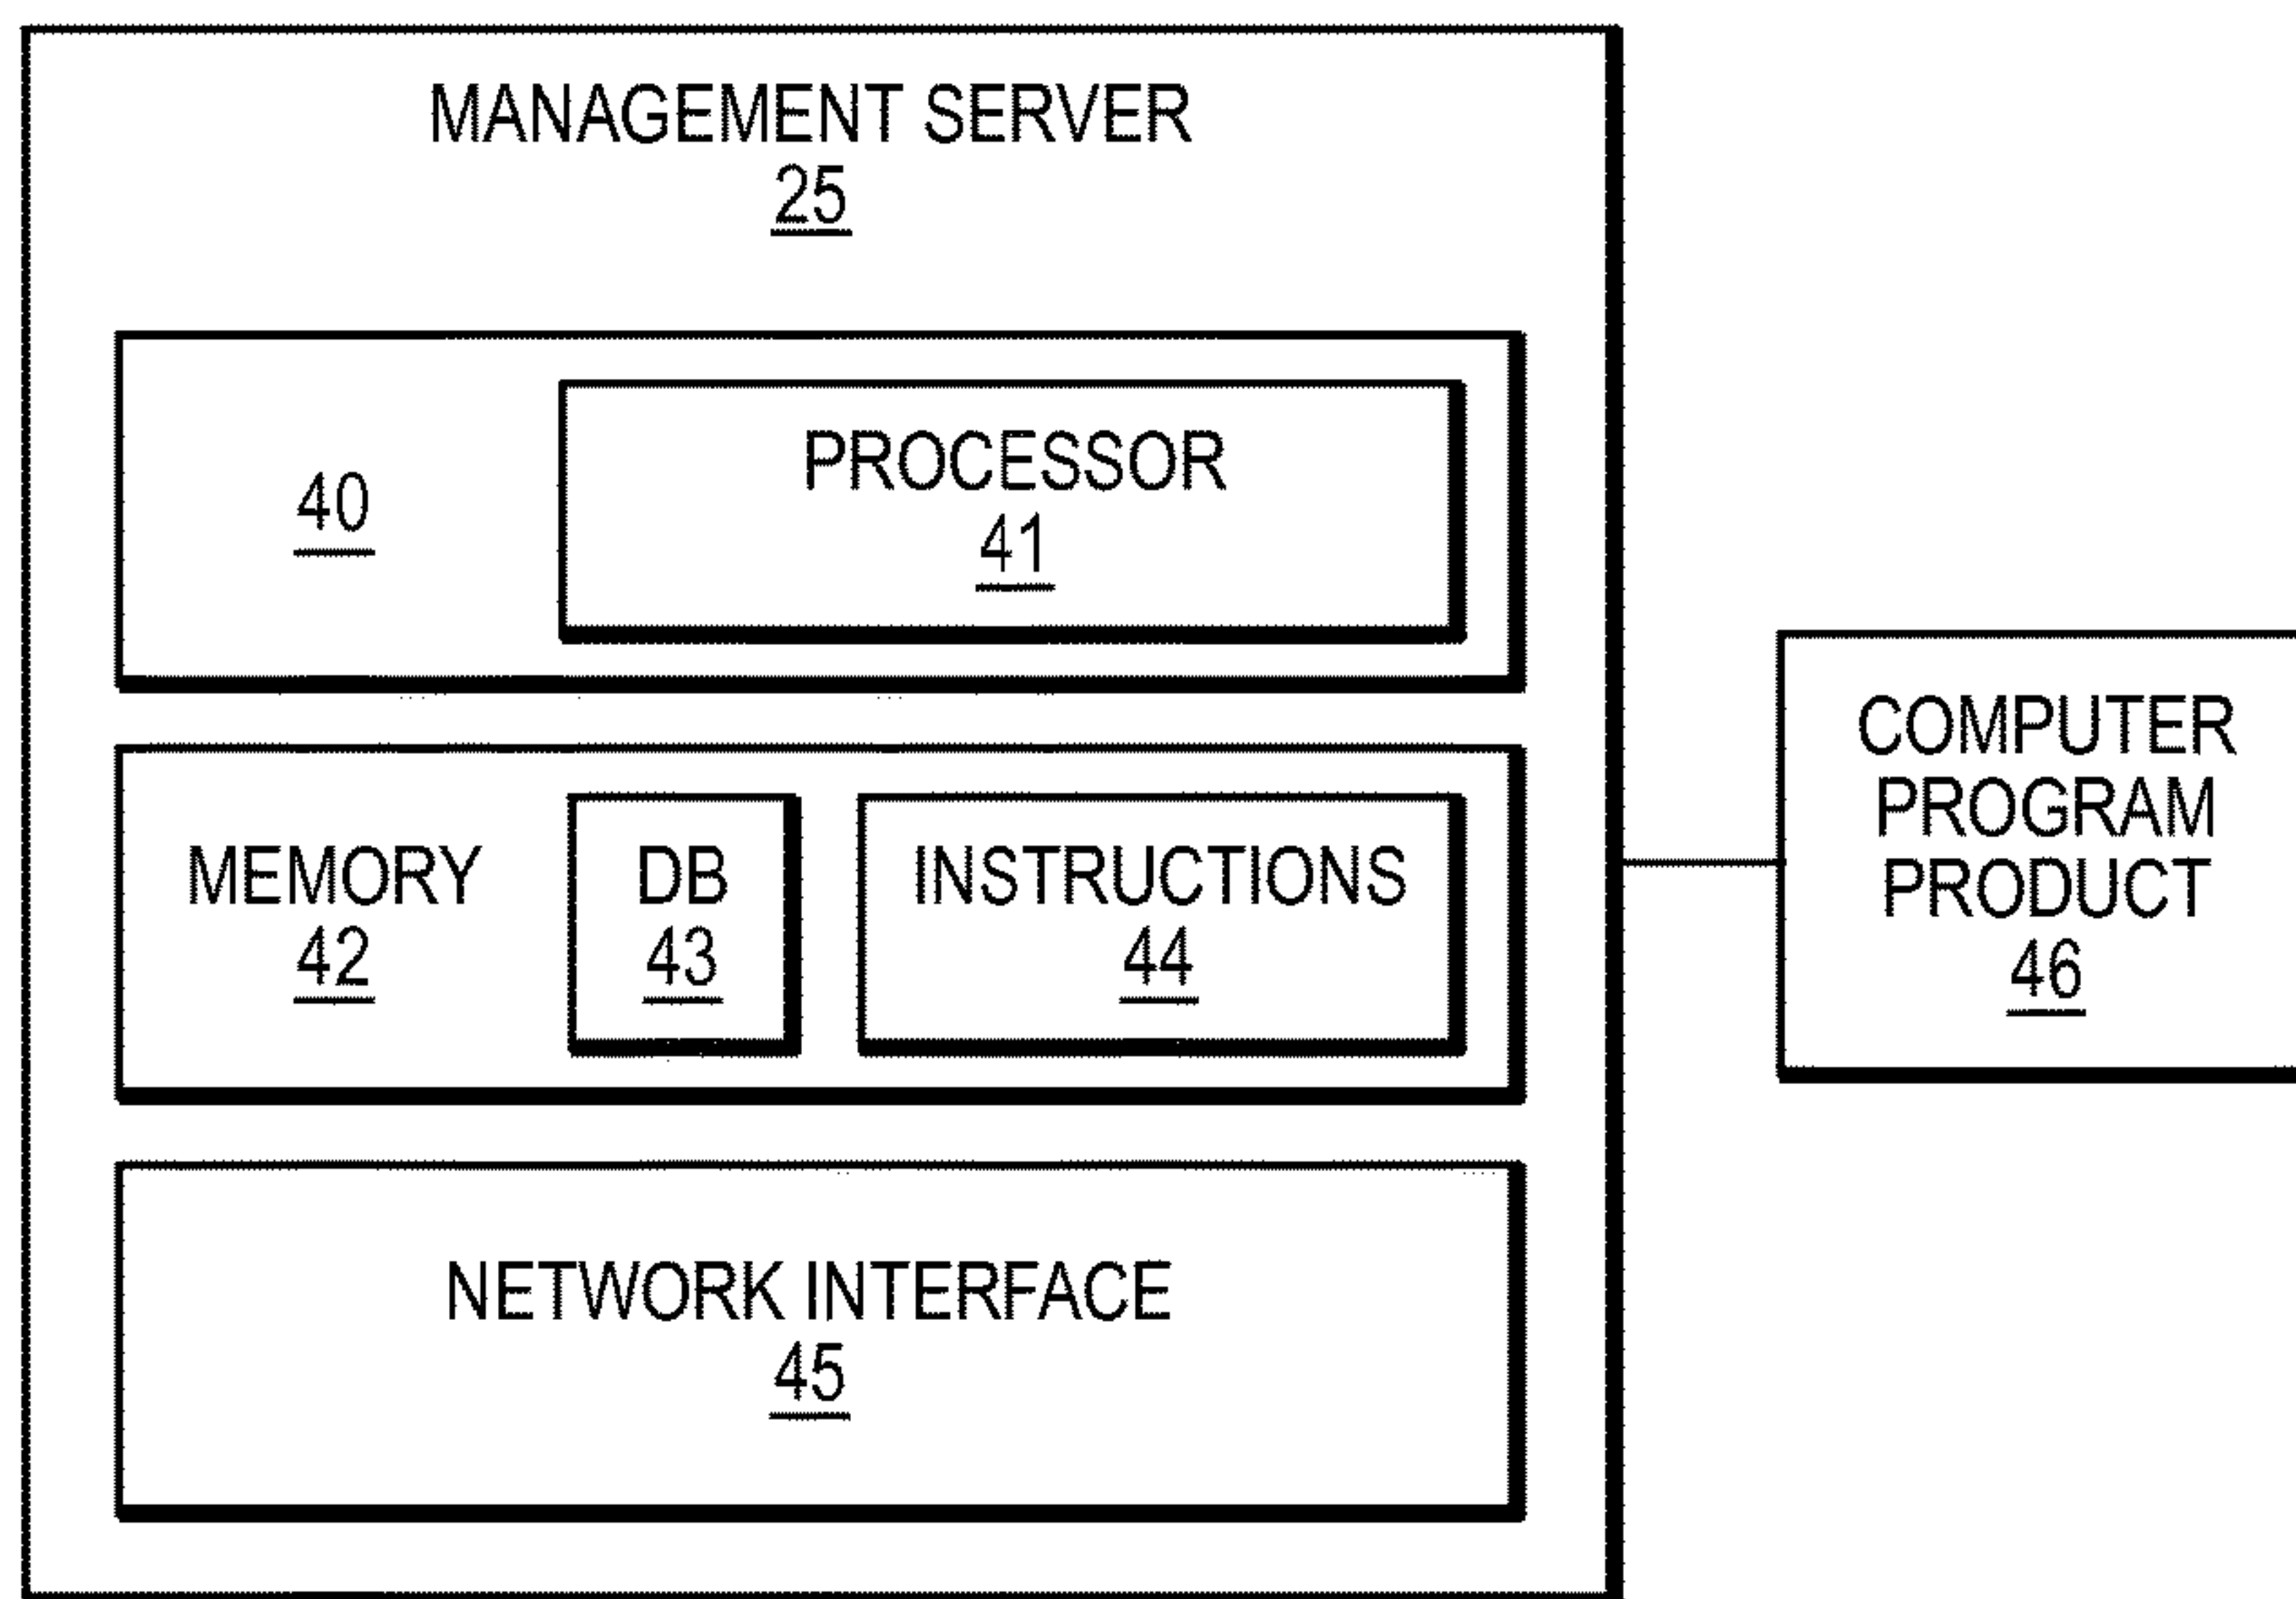 MANAGEMENT SERVER
25
40
PROCESSOR
41
MEMORY
42
DB
43
INSTRUCTIONS
44
NETWORK INTERFACE
45
COMPUTER
PROGRAM
PRODUCT
46